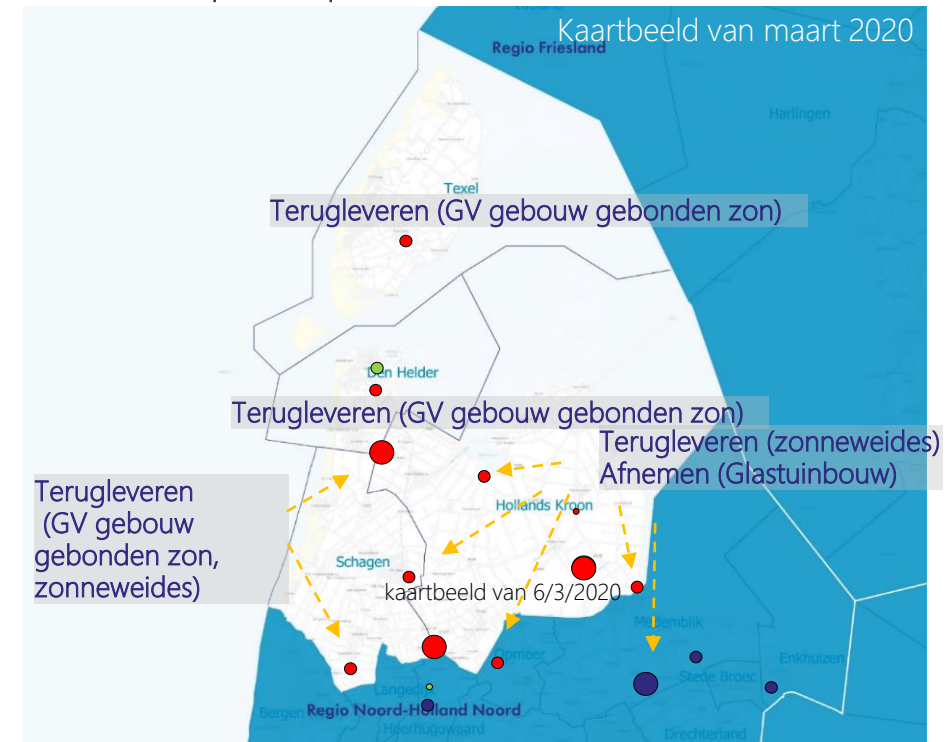 Kaartbeeld van maart 2020
Regio Friesland
Harlingen
Texel
Terugleveren (GV gebouw gebonden zon)
Den Helder
Terugleveren (GV gebouw gebonden zon)
Terugleveren (zonneweides)
Afnemen (Glastuinbouw)
Terugleveren
(GV gebouw
gebonden zon,
zonneweides)
Hollands Kroon
Schagen
kaartbeeld van 6/3/2020
Medemblik
Opmeer
Enkhuizen
Stede Broec
Langedijk
Bergen
Regio Noord-Holland Noord
Heerhugowaard
Drechterland